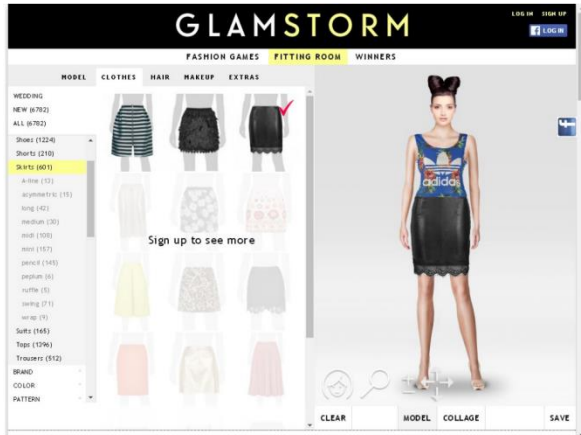 LOG IN SIGN UP
GLAMSTORM
LOG IN
FASHION GAMES FITTING ROOM WINNERS
MODEL CLOTHES HAIR MAKEUP EXTRAS
WEDDING
NEW (6782)
ALL (6782)
Shoes (1224)
Shorts (210)
Skirts (601)
A-line (13)
asymmetric (15)
long (42)
medium (30)
midi (108)
mini (157)
pencil (145)
peplum (6)
ruffle (5)
swing (71)
wrap (9)
Suits (165)
Tops (1396)
Trousers (512)
BRAND
COLOR
PATTERN
Sign up to see more
adidas
CLEAR MODEL COLLAGE SAVE